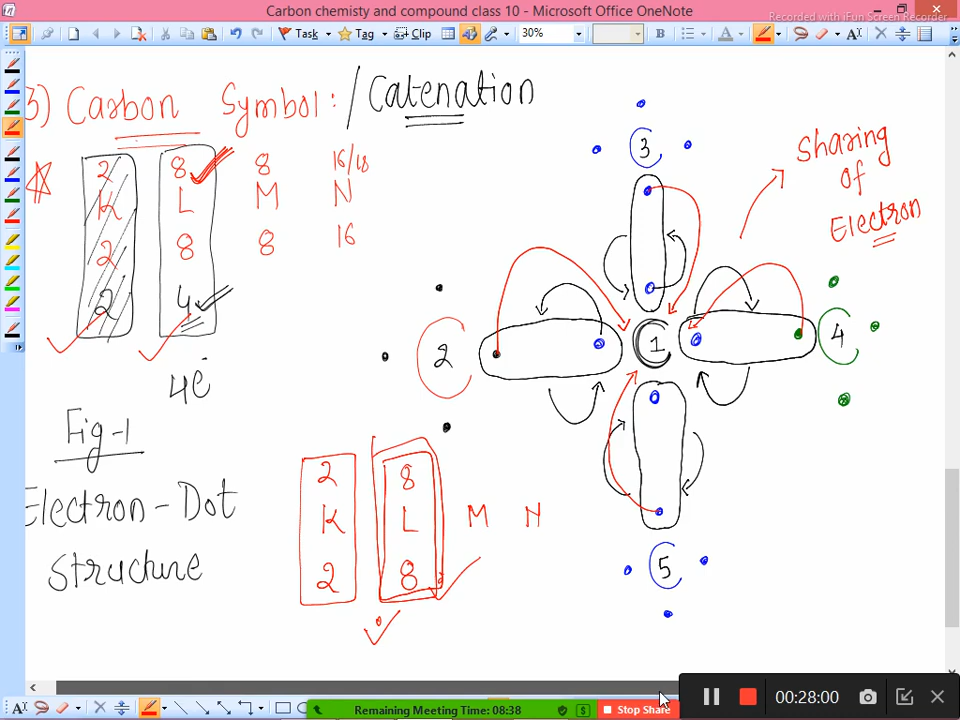 Carbon chemisty and compound class 10 - Microsoft Office OneNote
Recorded with iFun Screen Recorder
Task
Tag
Clip
30%
B
A
3) Carbon Symbol: / Catenation
2 8 8 16/18
K L M N
2 8 8 16
2 4
4e
Fig-1
Electron-Dot
structure
2 8
K L M N
2 8
3
2
1
4
5
Sharing
of
Electron
Remaining Meeting Time: 08:38
Stop Share
00:28:00